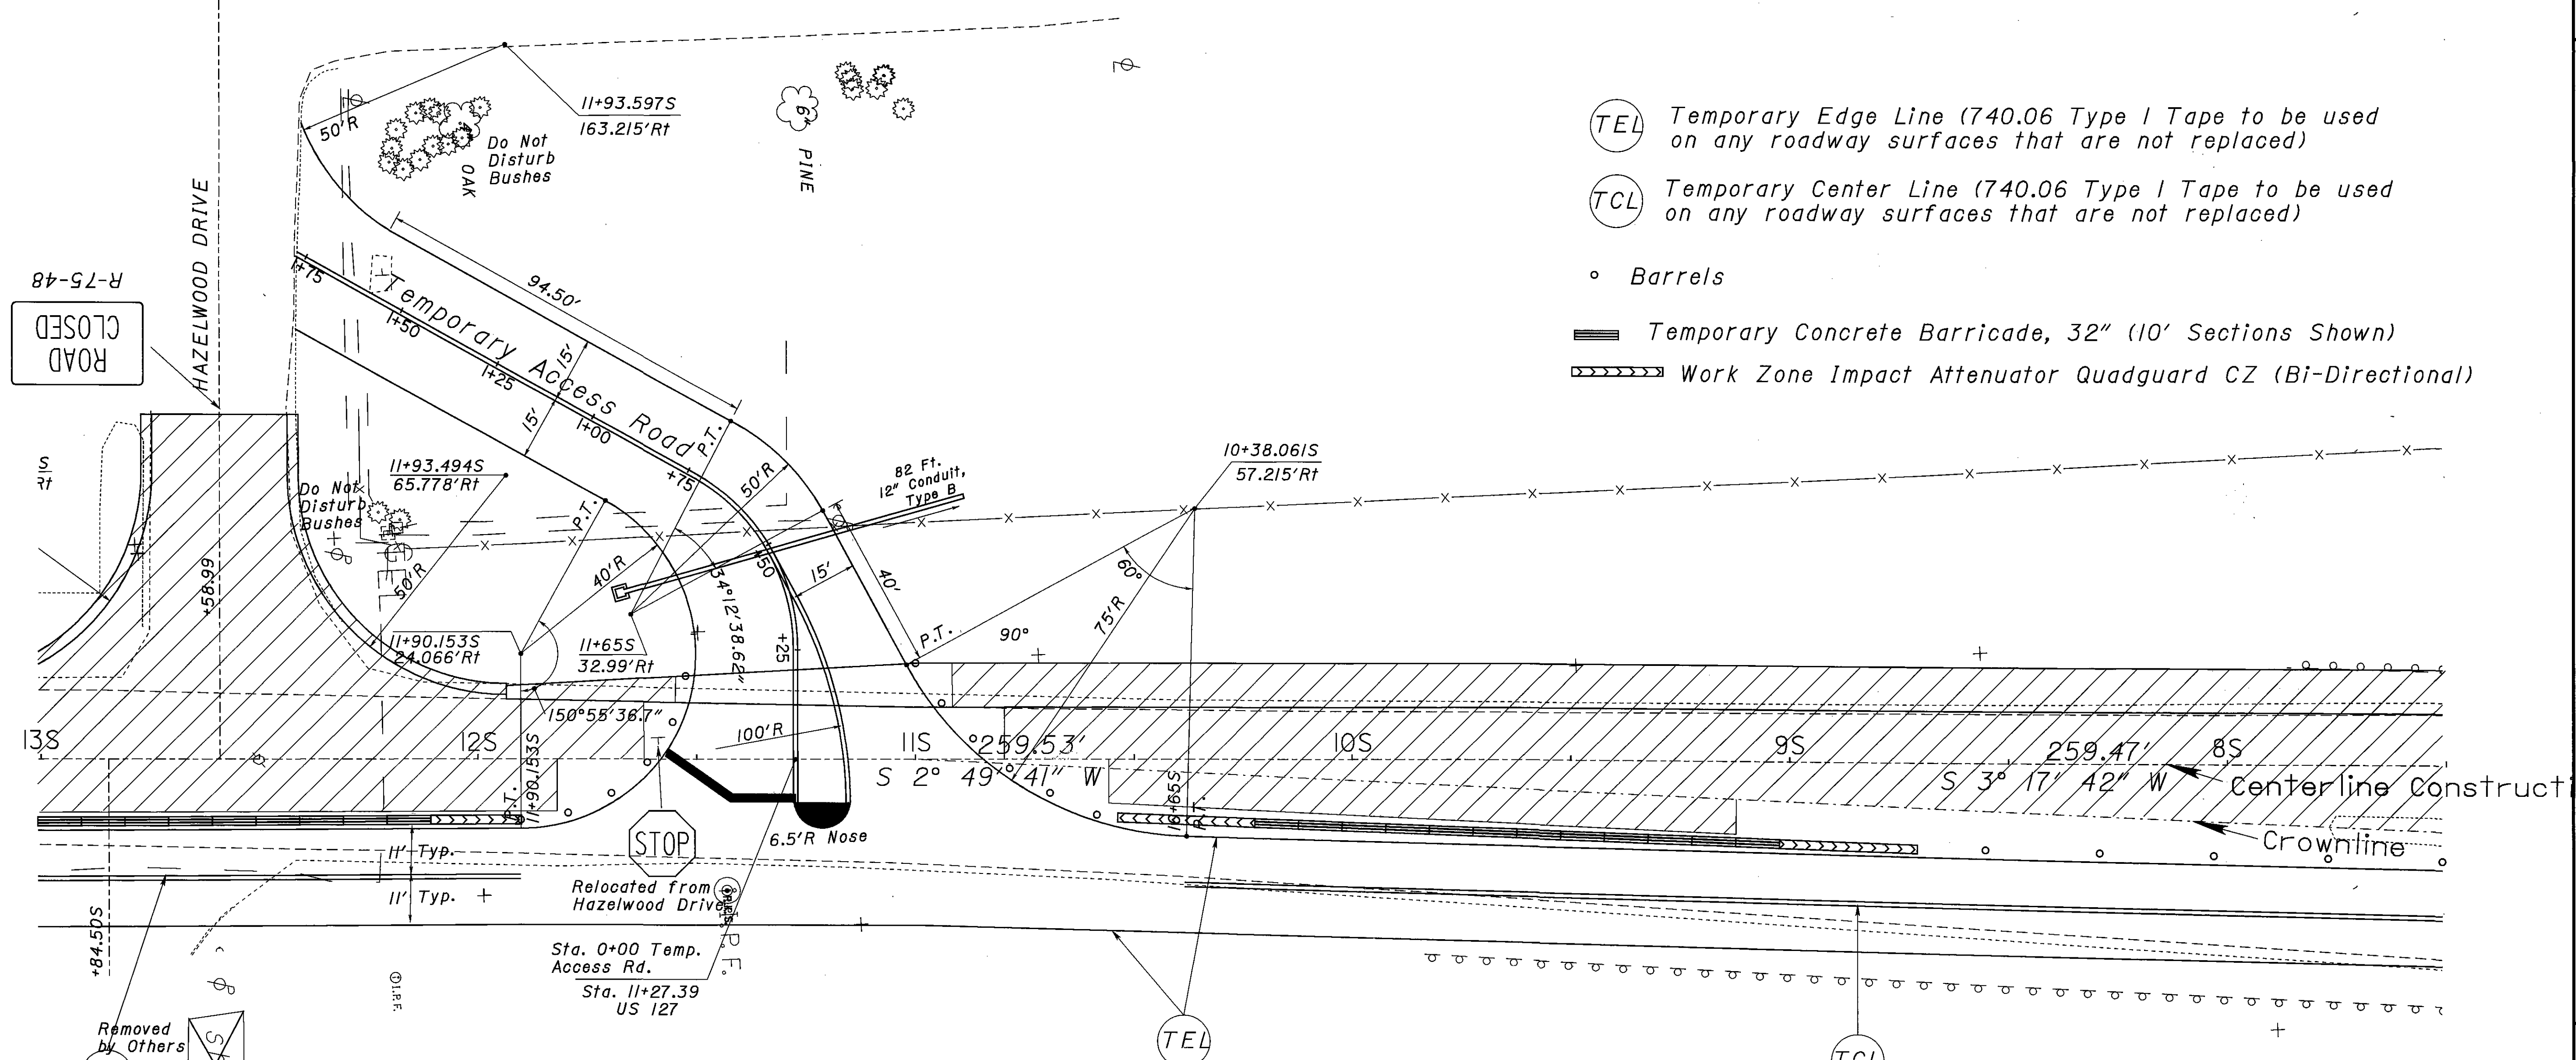 11+93.597S
163.215'Rt
50'R
Do Not
Disturb
Bushes
OAK
6"
PINE
TEL
Temporary Edge Line (740.06 Type I Tape to be used
on any roadway surfaces that are not replaced)
TCL
Temporary Center Line (740.06 Type I Tape to be used
on any roadway surfaces that are not replaced)
Barrels
Temporary Concrete Barricade, 32" (10' Sections Shown)
Work Zone Impact Attenuator Quadguard CZ (Bi-Directional)
HAZELWOOD DRIVE
R-75-48
ROAD
CLOSED
1+75
1+50
1+25
1+00
+75
+50
+25
Temporary Access Road
94.50'
15'
15'
P.T.
50'R
82 Ft.
12" Conduit,
Type B
10+38.061S
57.215'Rt
S
Rt
11+93.494S
65.778'Rt
Do Not
Disturb
Bushes
P.T.
50'R
40'R
34°12'38.62"
15'
40'
60°
75'R
P.T.
90°
+58.99
11+90.153S
24.066'Rt
11+65S
32.99'Rt
150°55'36.7"
100'R
13S
12S
11S
259.53'
10S
9S
259.47'
8S
S 2° 49' 41" W
S 3° 17' 42" W
Centerline Constructi
Crownline
P.T.
11+90.153S
P.T.
STOP
6.5'R Nose
11' Typ.
11' Typ.
Relocated from
Hazelwood Drive
+84.50S
Sta. 0+00 Temp.
Access Rd.
Sta. 11+27.39
US 127
I.P.F.
Removed
by Others
TEL
TCL